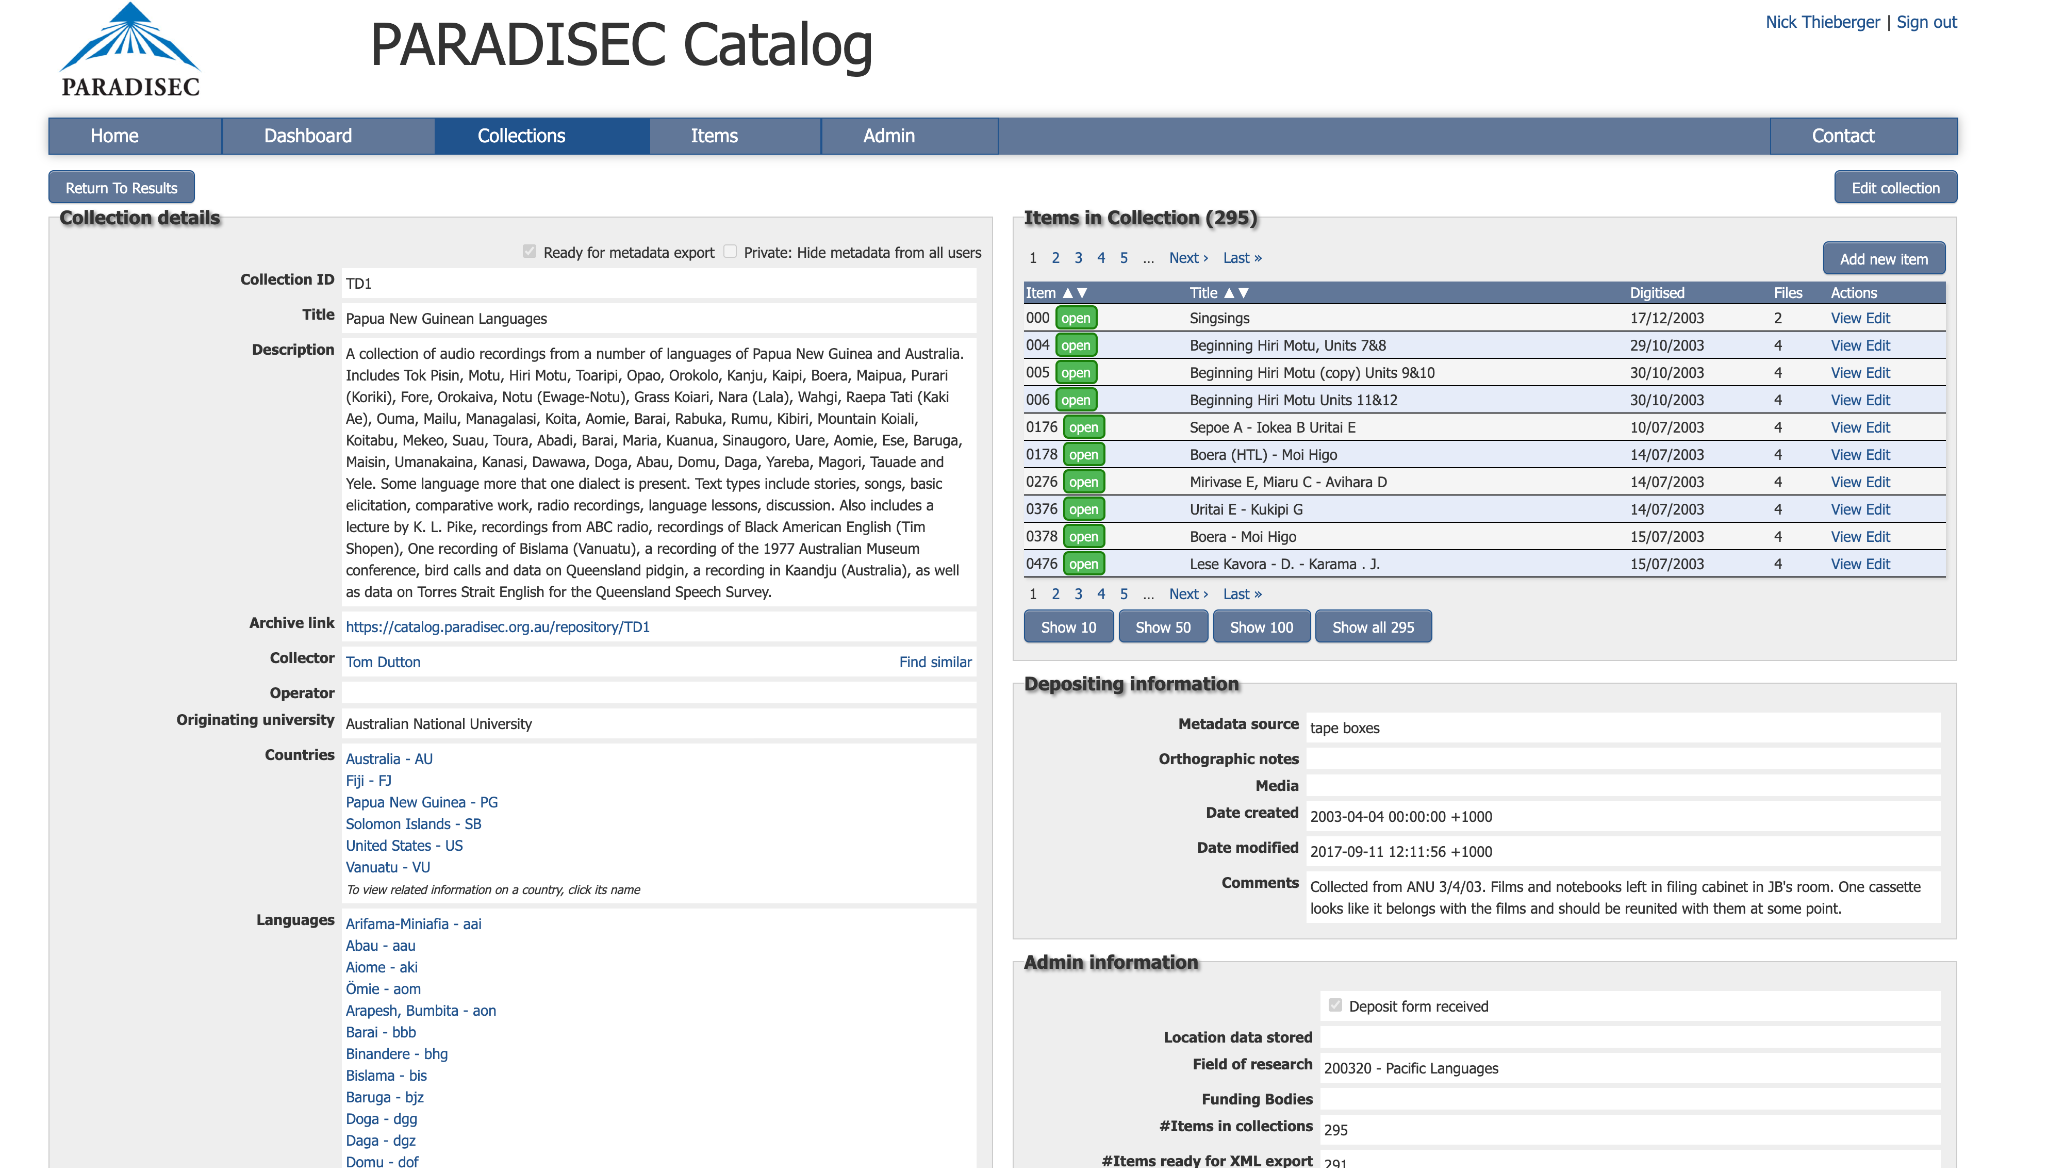 PARADISEC
PARADISEC Catalog
Nick Thieberger | Sign out
Home Dashboard Collections Items Admin Contact
Return To Results
Edit collection
Collection details
Ready for metadata export Private: Hide metadata from all users
Collection ID TD1
Title Papua New Guinean Languages
Description A collection of audio recordings from a number of languages of Papua New Guinea and Australia.
Includes Tok Pisin, Motu, Hiri Motu, Toaripi, Opao, Orokolo, Kanju, Kaipi, Boera, Maipua, Purari
(Koriki), Fore, Orokaiva, Notu (Ewage-Notu), Grass Koiari, Nara (Lala), Wahgi, Raepa Tati (Kaki
Ae), Ouma, Mailu, Managalasi, Koita, Aomie, Barai, Rabuka, Rumu, Kibiri, Mountain Koiali,
Koitabu, Mekeo, Suau, Toura, Abadi, Barai, Maria, Kuanua, Sinaugoro, Uare, Aomie, Ese, Baruga,
Maisin, Umanakaina, Kanasi, Dawawa, Doga, Abau, Domu, Daga, Yareba, Magori, Tauade and
Yele. Some language more that one dialect is present. Text types include stories, songs, basic
elicitation, comparative work, radio recordings, language lessons, discussion. Also includes a
lecture by K. L. Pike, recordings from ABC radio, recordings of Black American English (Tim
Shopen), One recording of Bislama (Vanuatu), a recording of the 1977 Australian Museum
conference, bird calls and data on Queensland pidgin, a recording in Kaandju (Australia), as well
as data on Torres Strait English for the Queensland Speech Survey.
Archive link https://catalog.paradisec.org.au/repository/TD1
Collector Tom Dutton Find similar
Operator
Originating university Australian National University
Countries Australia - AU
Fiji - FJ
Papua New Guinea - PG
Solomon Islands - SB
United States - US
Vanuatu - VU
To view related information on a country, click its name
Languages Arifama-Miniafia - aai
Abau - aau
Aiome - aki
Ömie - aom
Arapesh, Bumbita - aon
Barai - bbb
Binandere - bhg
Bislama - bis
Baruga - bjz
Doga - dgg
Daga - dgz
Domu - dof
Items in Collection (295)
1 2 3 4 5 ... Next › Last »
Add new item
Item ▲▼ Title ▲▼ Digitised Files Actions
000 open Singsings 17/12/2003 2 View Edit
004 open Beginning Hiri Motu, Units 7&8 29/10/2003 4 View Edit
005 open Beginning Hiri Motu (copy) Units 9&10 30/10/2003 4 View Edit
006 open Beginning Hiri Motu Units 11&12 30/10/2003 4 View Edit
0176 open Sepoe A - Iokea B Uritai E 10/07/2003 4 View Edit
0178 open Boera (HTL) - Moi Higo 14/07/2003 4 View Edit
0276 open Mirivase E, Miaru C - Avihara D 14/07/2003 4 View Edit
0376 open Uritai E - Kukipi G 14/07/2003 4 View Edit
0378 open Boera - Moi Higo 15/07/2003 4 View Edit
0476 open Lese Kavora - D. - Karama . J. 15/07/2003 4 View Edit
1 2 3 4 5 ... Next › Last »
Show 10 Show 50 Show 100 Show all 295
Depositing information
Metadata source tape boxes
Orthographic notes
Media
Date created 2003-04-04 00:00:00 +1000
Date modified 2017-09-11 12:11:56 +1000
Comments Collected from ANU 3/4/03. Films and notebooks left in filing cabinet in JB's room. One cassette
looks like it belongs with the films and should be reunited with them at some point.
Admin information
Deposit form received
Location data stored
Field of research 200320 - Pacific Languages
Funding Bodies
#Items in collections 295
#Items ready for XML export 291